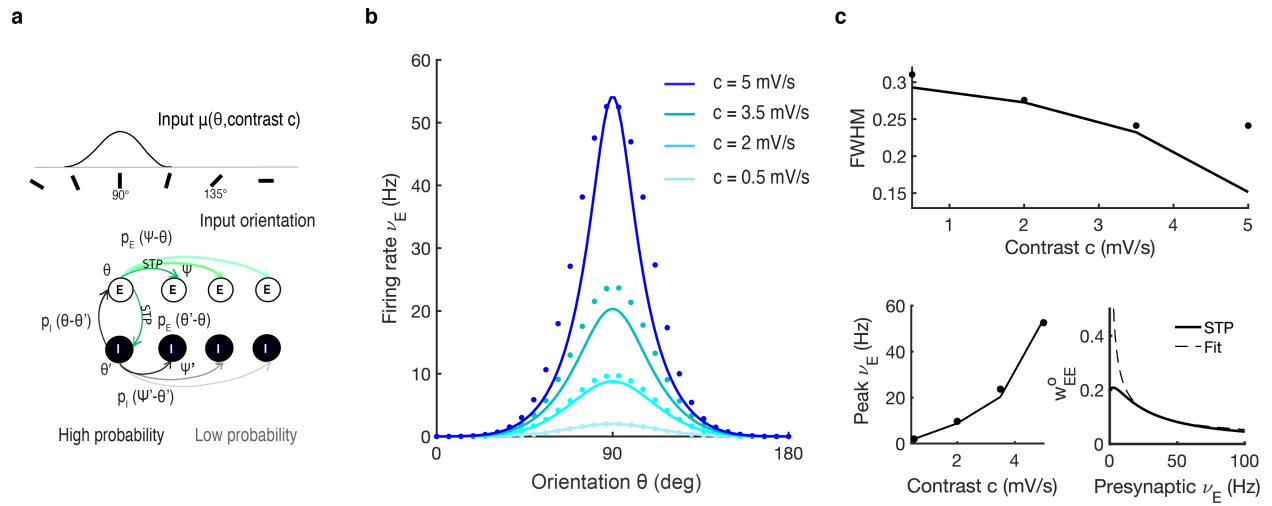 a
Input μ(θ,contrast c)
90°
135°
Input orientation
p_E (Ψ-θ)
θ
STP
Ψ
E
E
E
E
p_I (θ-θ')
STP
p_E (θ'-θ)
I
I
I
I
θ'
Ψ'
p_I (Ψ'-θ')
High probability
Low probability
b
60
50
40
30
20
10
0
0
90
180
Firing rate ν_E (Hz)
Orientation θ (deg)
c = 5 mV/s
c = 3.5 mV/s
c = 2 mV/s
c = 0.5 mV/s
c
0.3
0.25
0.2
0.15
FWHM
1
2
3
4
5
Contrast c (mV/s)
60
40
20
0
Peak ν_E (Hz)
2
4
Contrast c (mV/s)
0.4
0.2
0
w^o_EE
STP
Fit
0
50
100
Presynaptic ν_E (Hz)